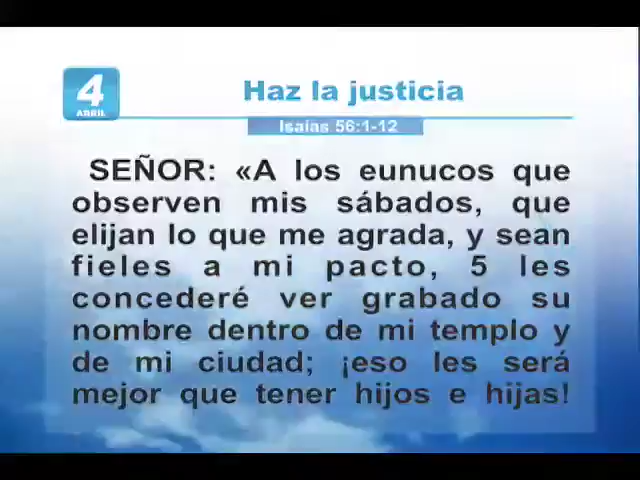 4
ABRIL
Haz la justicia
Isaías 56:1-12
SEÑOR: «A los eunucos que
observen mis sábados, que
elijan lo que me agrada, y sean
fieles a mi pacto, 5 les
concederé ver grabado su
nombre dentro de mi templo y
de mi ciudad; ¡eso les será
mejor que tener hijos e hijas!